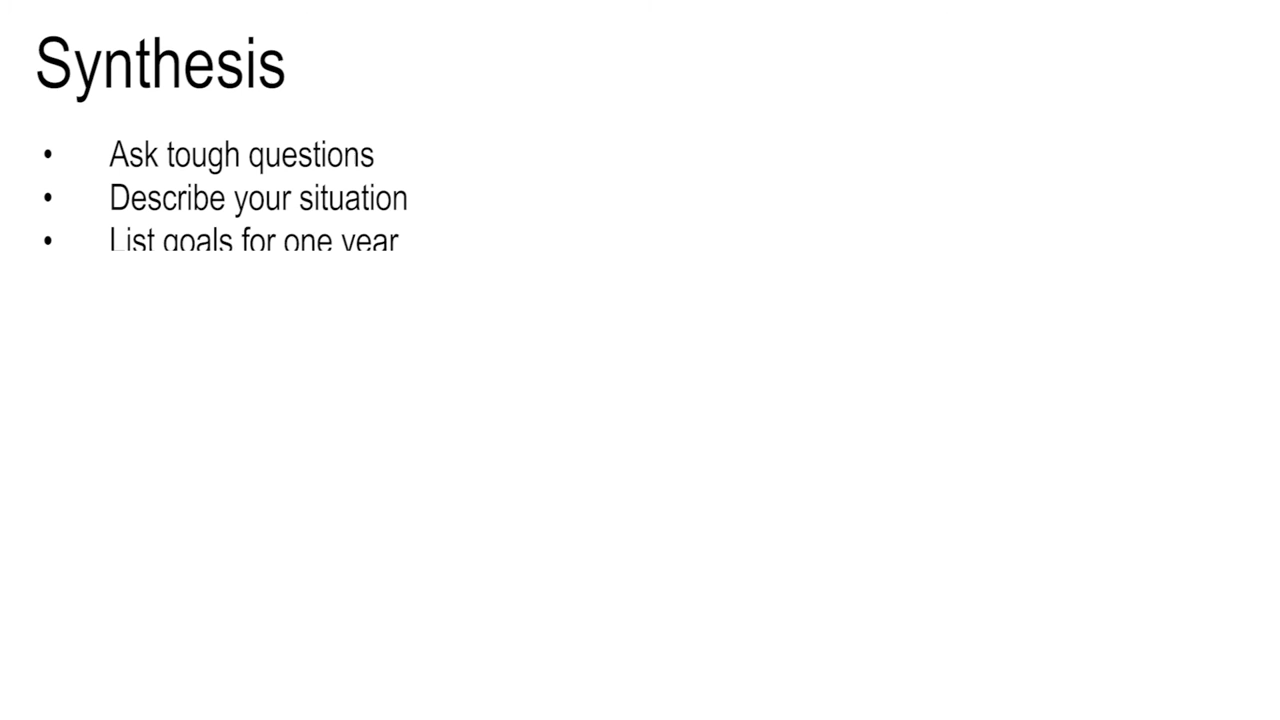 Synthesis
• Ask tough questions
• Describe your situation
• List goals for one year